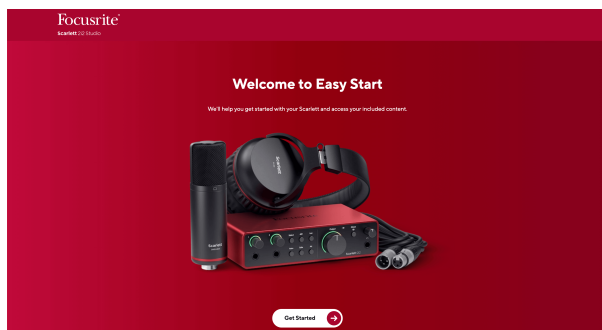 Focusrite®
Scarlett 2i2 Studio
Welcome to Easy Start
We'll help you get started with your Scarlett and access your included content.
Scarlett
Get Started